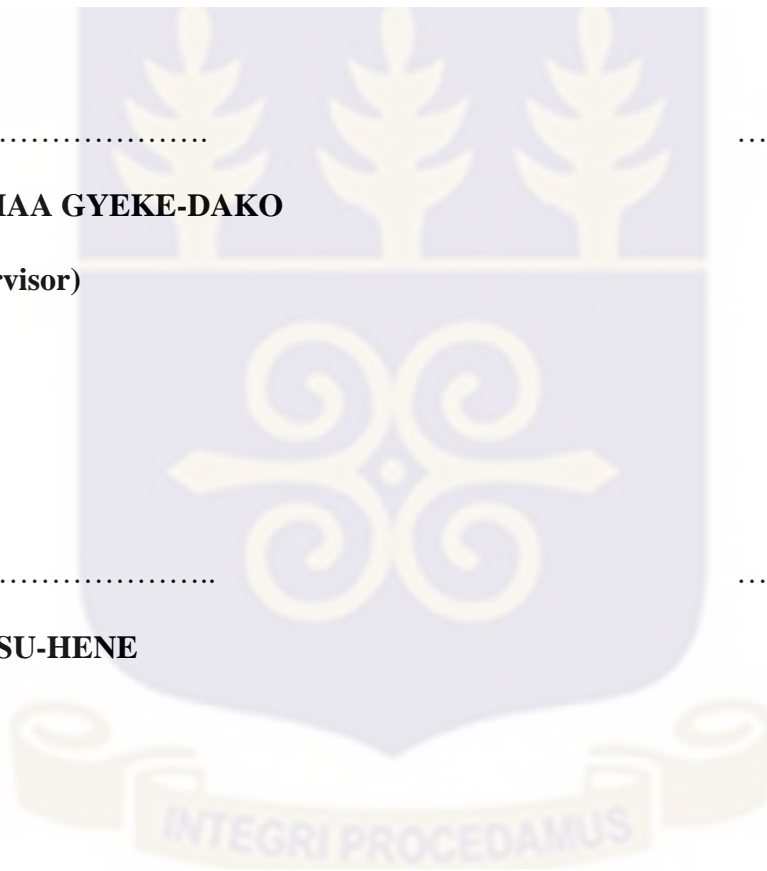 ………………….
…
IAA GYEKE-DAKO
rvisor)
…………………..
…
SU-HENE
INTEGRI PROCEDAMUS